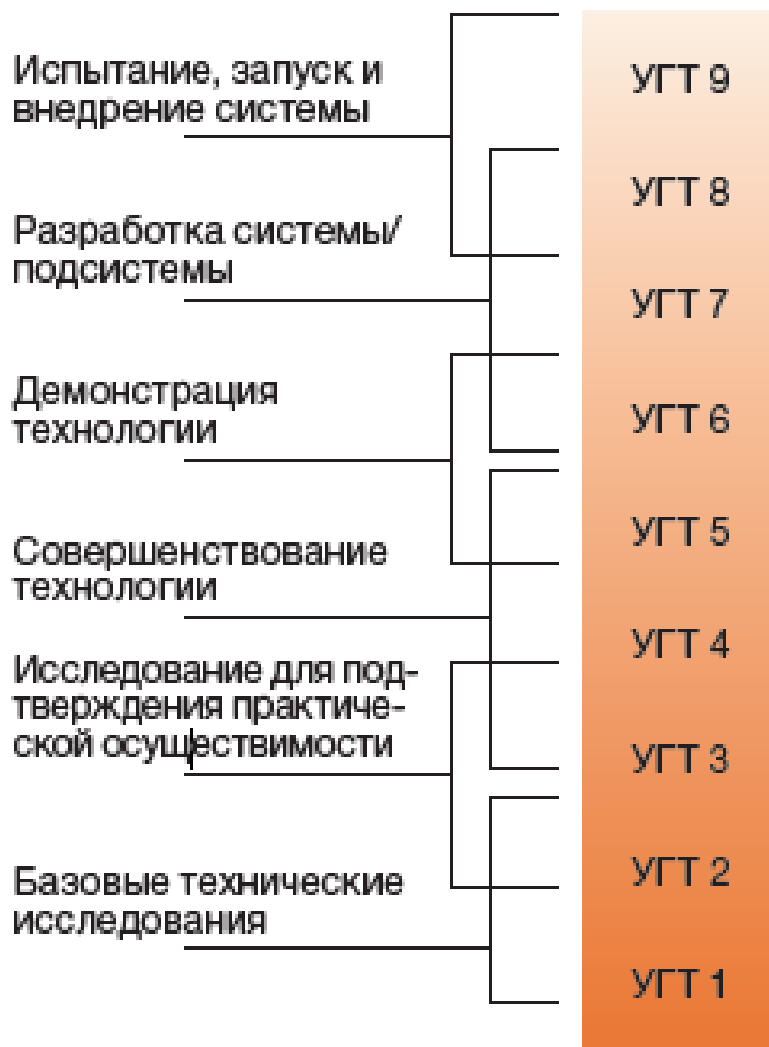 Испытание, запуск и
внедрение системы
Разработка системы/
подсистемы
Демонстрация
технологии
Совершенствование
технологии
Исследование для под-
тверждения практиче-
ской осуществимости
Базовые технические
исследования
УГТ 9
УГТ 8
УГТ 7
УГТ 6
УГТ 5
УГТ 4
УГТ 3
УГТ 2
УГТ 1